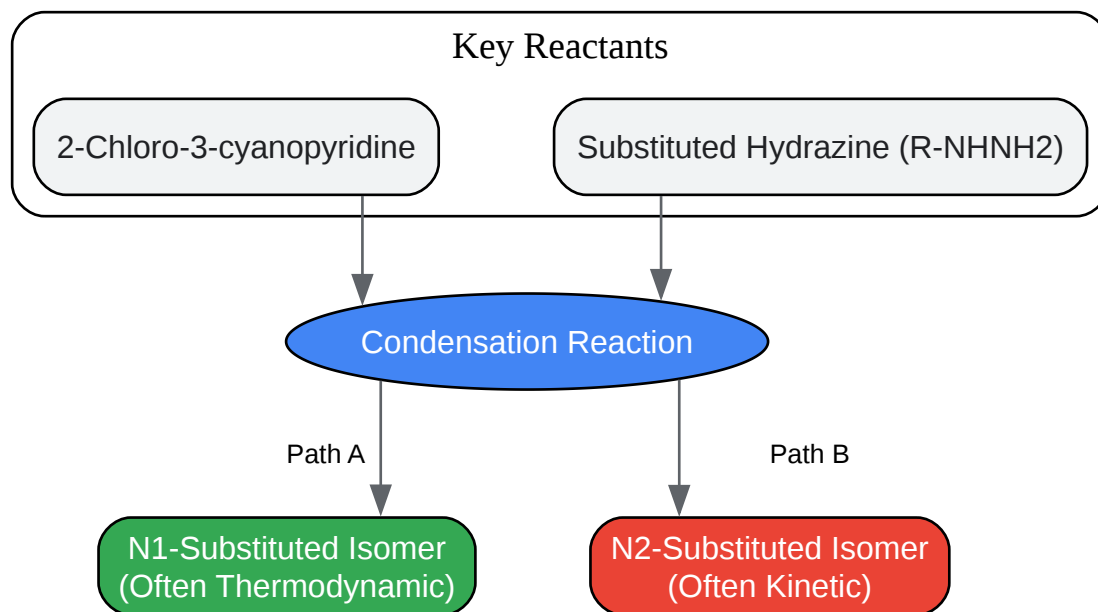 Key Reactants
2-Chloro-3-cyanopyridine
Substituted Hydrazine (R-NHNH2)
Condensation Reaction
Path A
Path B
N1-Substituted Isomer
(Often Thermodynamic)
N2-Substituted Isomer
(Often Kinetic)